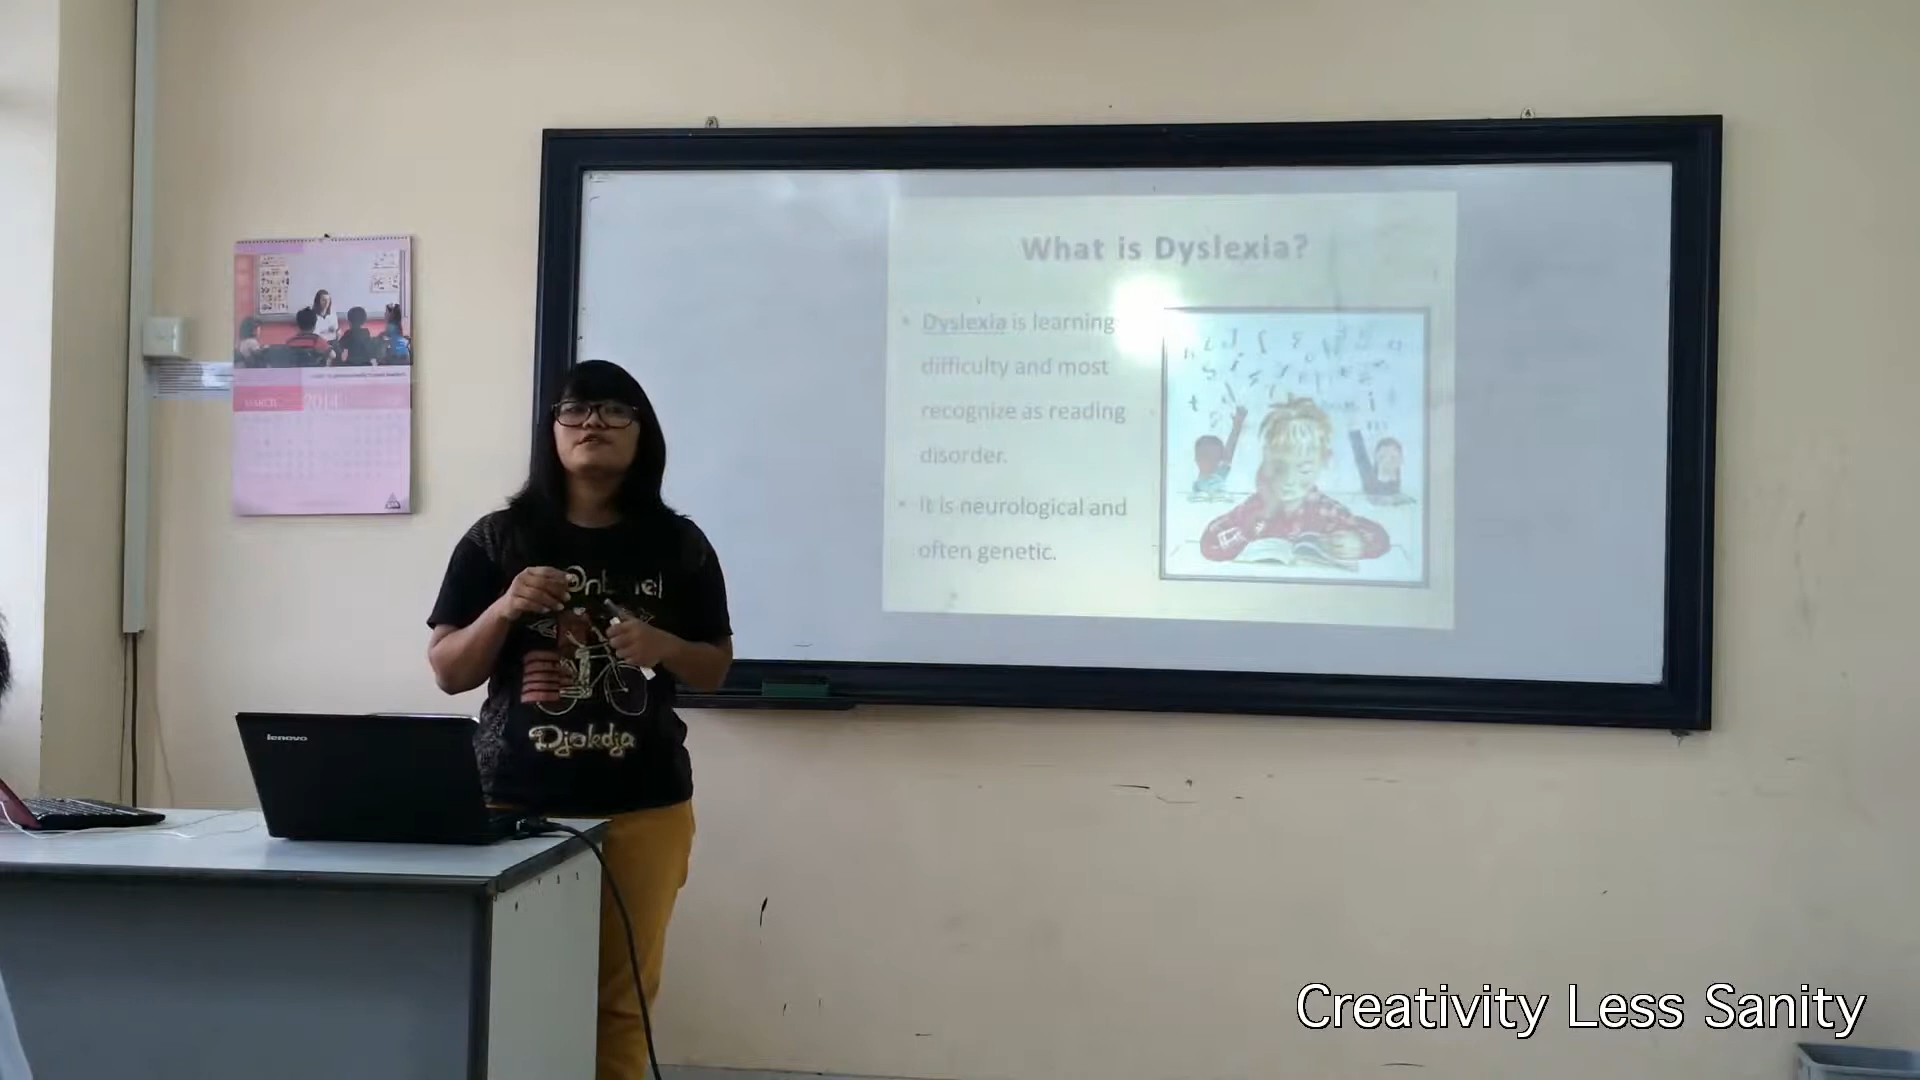 What is Dyslexia?
• Dyslexia is learning
difficulty and most
recognize as reading
disorder.
• It is neurological and
often genetic.
MARCH 2014
Djokdja
lenovo
Creativity Less Sanity